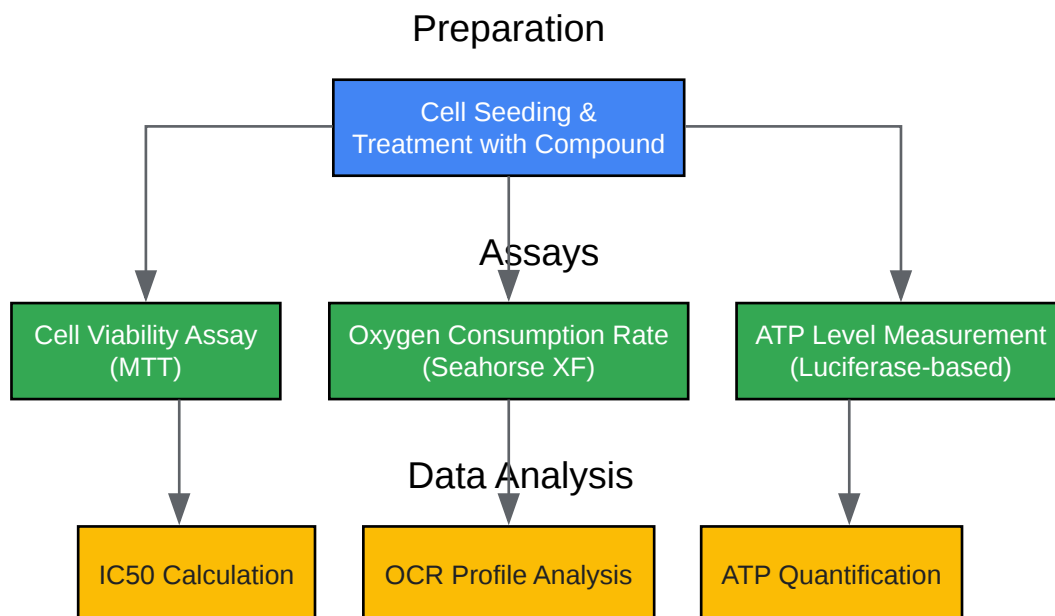 Preparation
Cell Seeding &
Treatment with Compound
Assays
Cell Viability Assay
(MTT)
Oxygen Consumption Rate
(Seahorse XF)
ATP Level Measurement
(Luciferase-based)
Data Analysis
IC50 Calculation
OCR Profile Analysis
ATP Quantification